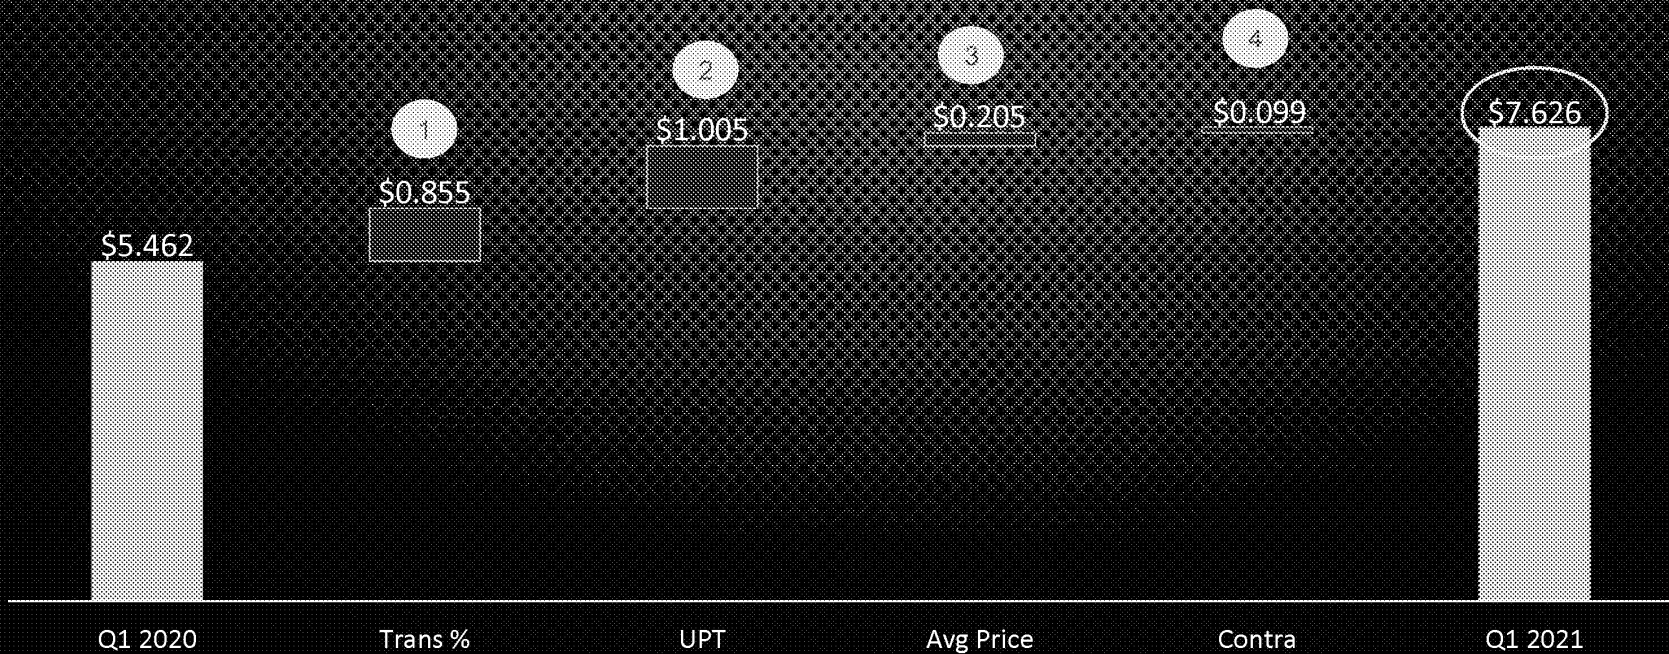 4
3
2
1
$7.626
$0.099
$0.205
$1.005
$0.855
$5.462
Q1 2020
Trans %
UPT
Avg Price
Contra
Q1 2021